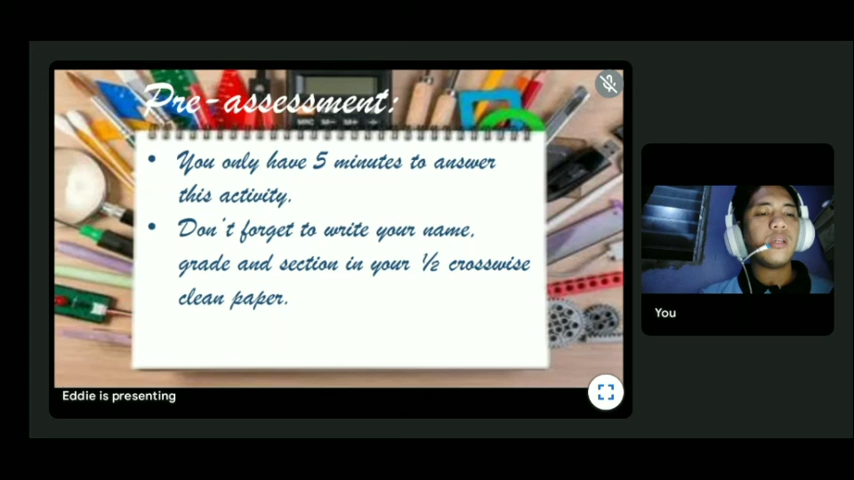 Pre-assessment:
• You only have 5 minutes to answer
this activity.
• Don't forget to write your name,
grade and section in your ½ crosswise
clean paper.
Eddie is presenting
You